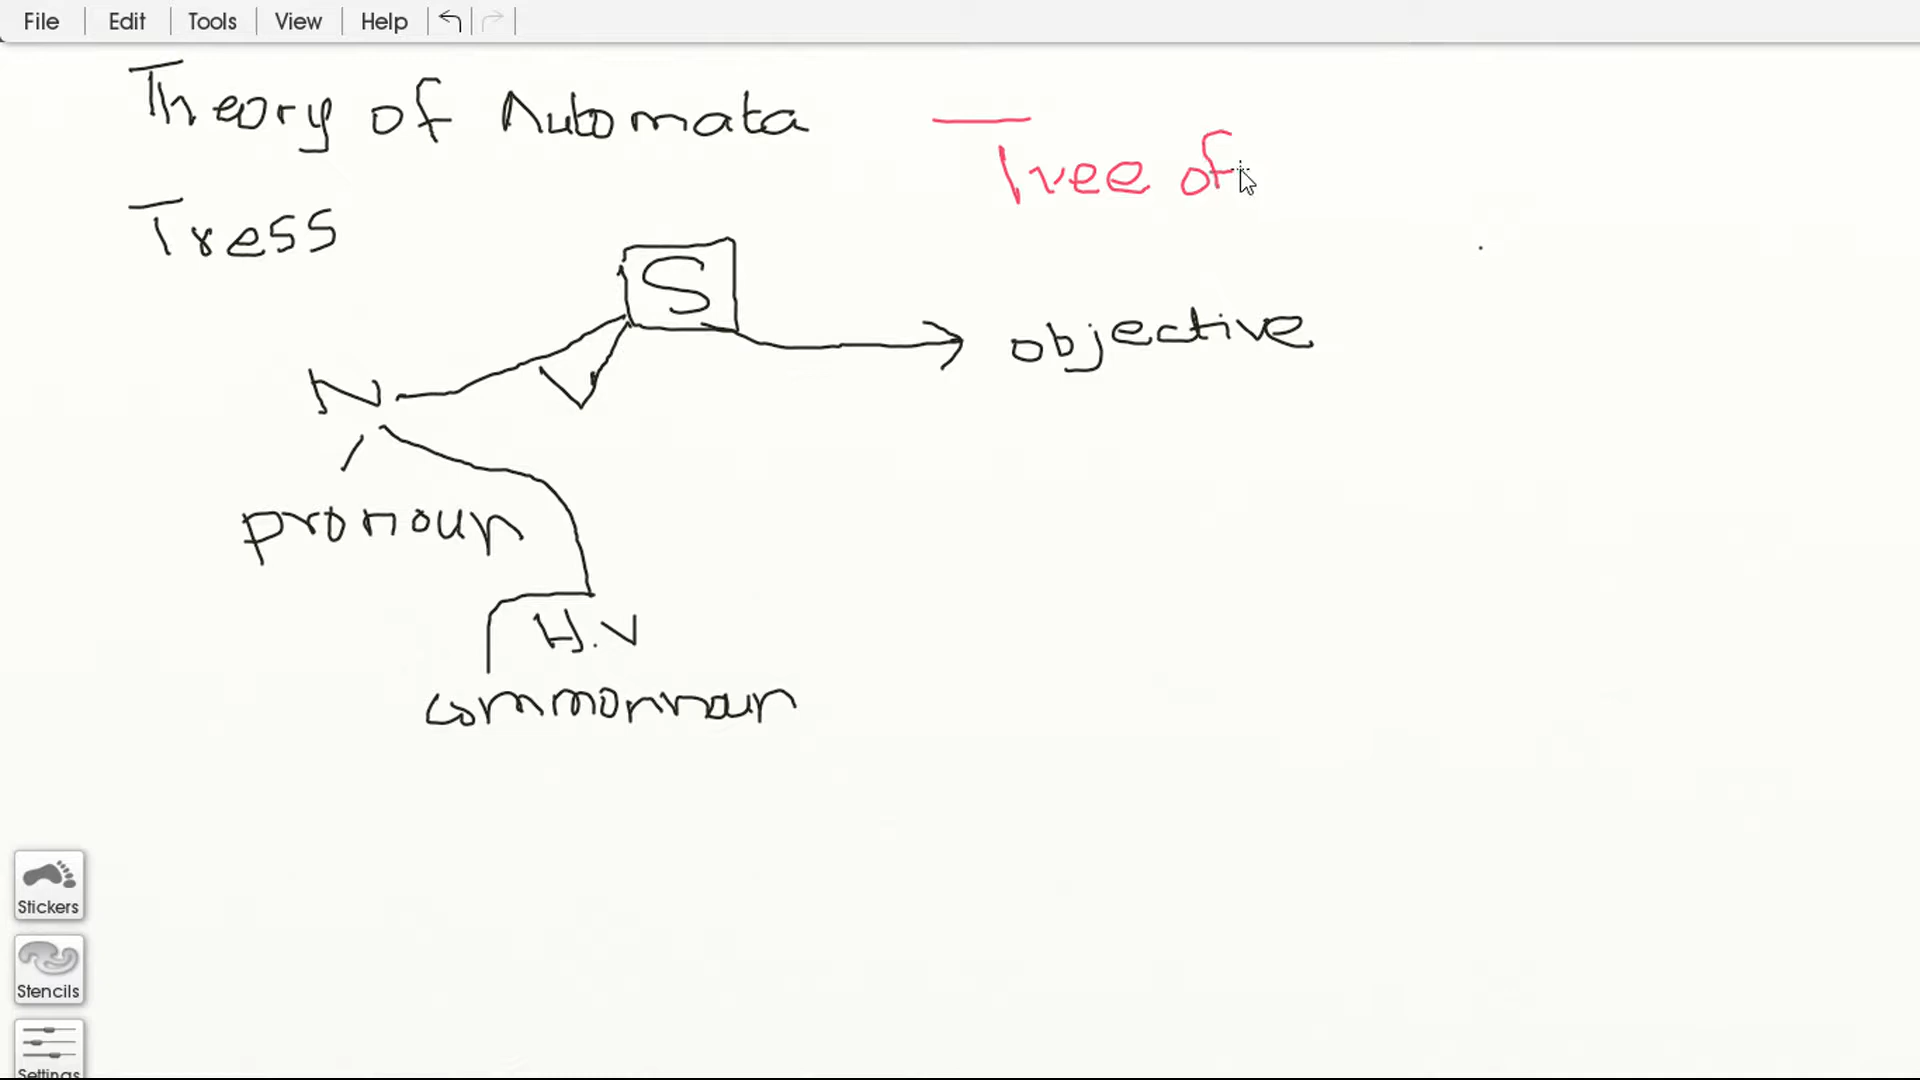 File Edit Tools View Help
Theory of Automata
Tree of
Tress
S
objective
N
pronoun
H.V
commonnoun
Stickers
Stencils
Settings